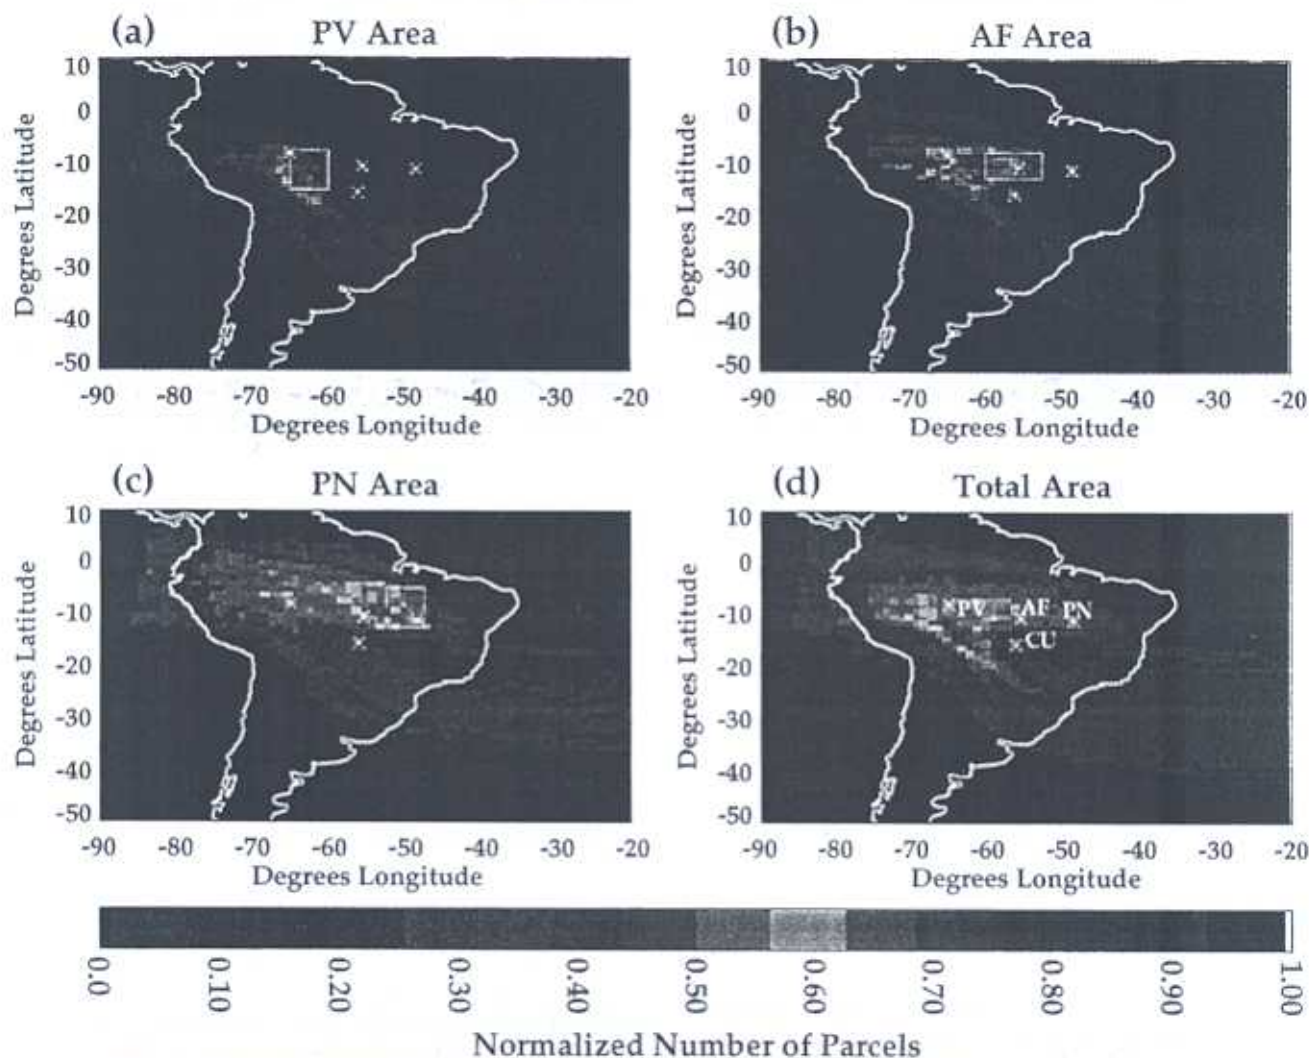 (a) PV Area
(b) AF Area
Degrees Latitude
10
0
-10
-20
-30
-40
-50
-90 -80 -70 -60 -50 -40 -30 -20
Degrees Longitude
Degrees Latitude
10
0
-10
-20
-30
-40
-50
-90 -80 -70 -60 -50 -40 -30 -20
Degrees Longitude
(c) PN Area
(d) Total Area
Degrees Latitude
10
0
-10
-20
-30
-40
-50
-90 -80 -70 -60 -50 -40 -30 -20
Degrees Longitude
Degrees Latitude
10
0
-10
-20
-30
-40
-50
PV AF PN
CU
-90 -80 -70 -60 -50 -40 -30 -20
Degrees Longitude
0.0 0.10 0.20 0.30 0.40 0.50 0.60 0.70 0.80 0.90 1.00
Normalized Number of Parcels